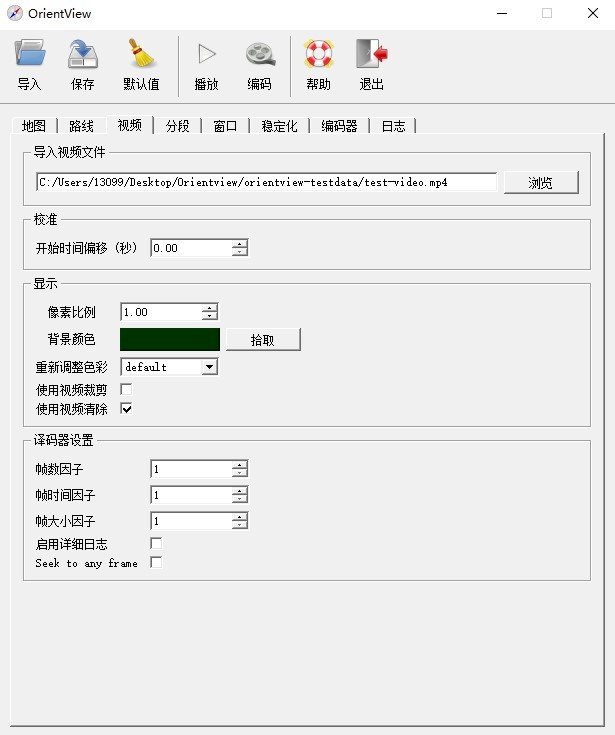 OrientView
导入 保存 默认值 播放 编码 帮助 退出
地图 路线 视频 分段 窗口 稳定化 编码器 日志
导入视频文件
C:/Users/13099/Desktop/Orientview/orientview-testdata/test-video.mp4 浏览
校准
开始时间偏移（秒） 0.00
显示
像素比例 1.00
背景颜色 拾取
重新调整色彩 default
使用视频裁剪
使用视频清除
译码器设置
帧数因子 1
帧时间因子 1
帧大小因子 1
启用详细日志
Seek to any frame